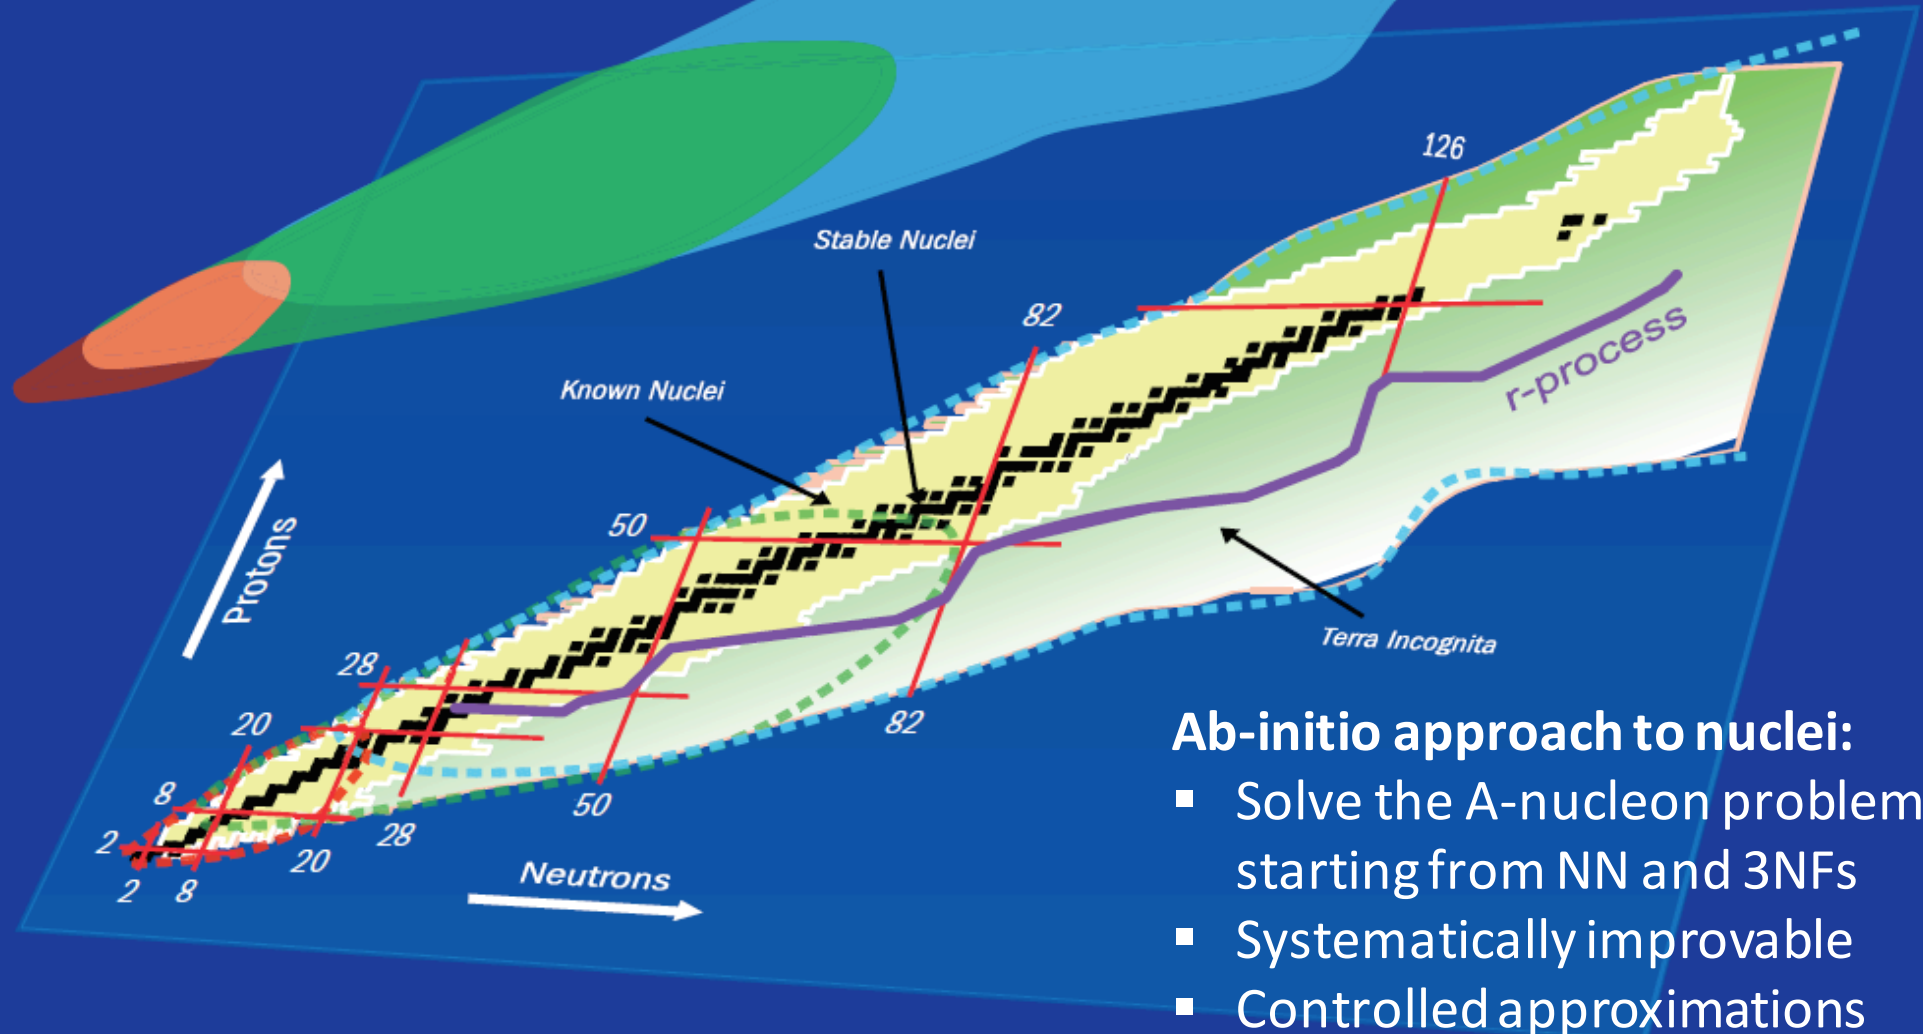 126
Stable Nuclei
82
Known Nuclei
r-process
50
Protons
Terra Incognita
28
20
82
8
50
2
28
20
2
8
Neutrons
Ab-initio approach to nuclei:
▪ Solve the A-nucleon problem
starting from NN and 3NFs
▪ Systematically improvable
▪ Controlled approximations